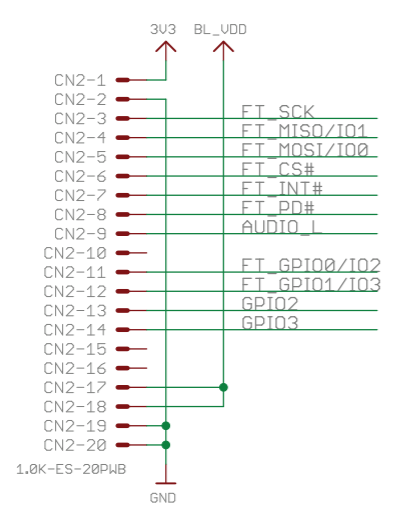 3V3 BL_VDD
CN2-1
CN2-2
CN2-3 FT_SCK
CN2-4 FT_MISO/IO1
CN2-5 FT_MOSI/IO0
CN2-6 FT_CS#
CN2-7 FT_INT#
CN2-8 FT_PD#
CN2-9 AUDIO_L
CN2-10
CN2-11 FT_GPIO0/IO2
CN2-12 FT_GPIO1/IO3
CN2-13 GPIO2
CN2-14 GPIO3
CN2-15
CN2-16
CN2-17
CN2-18
CN2-19
CN2-20
1.0K-ES-20PWB
GND